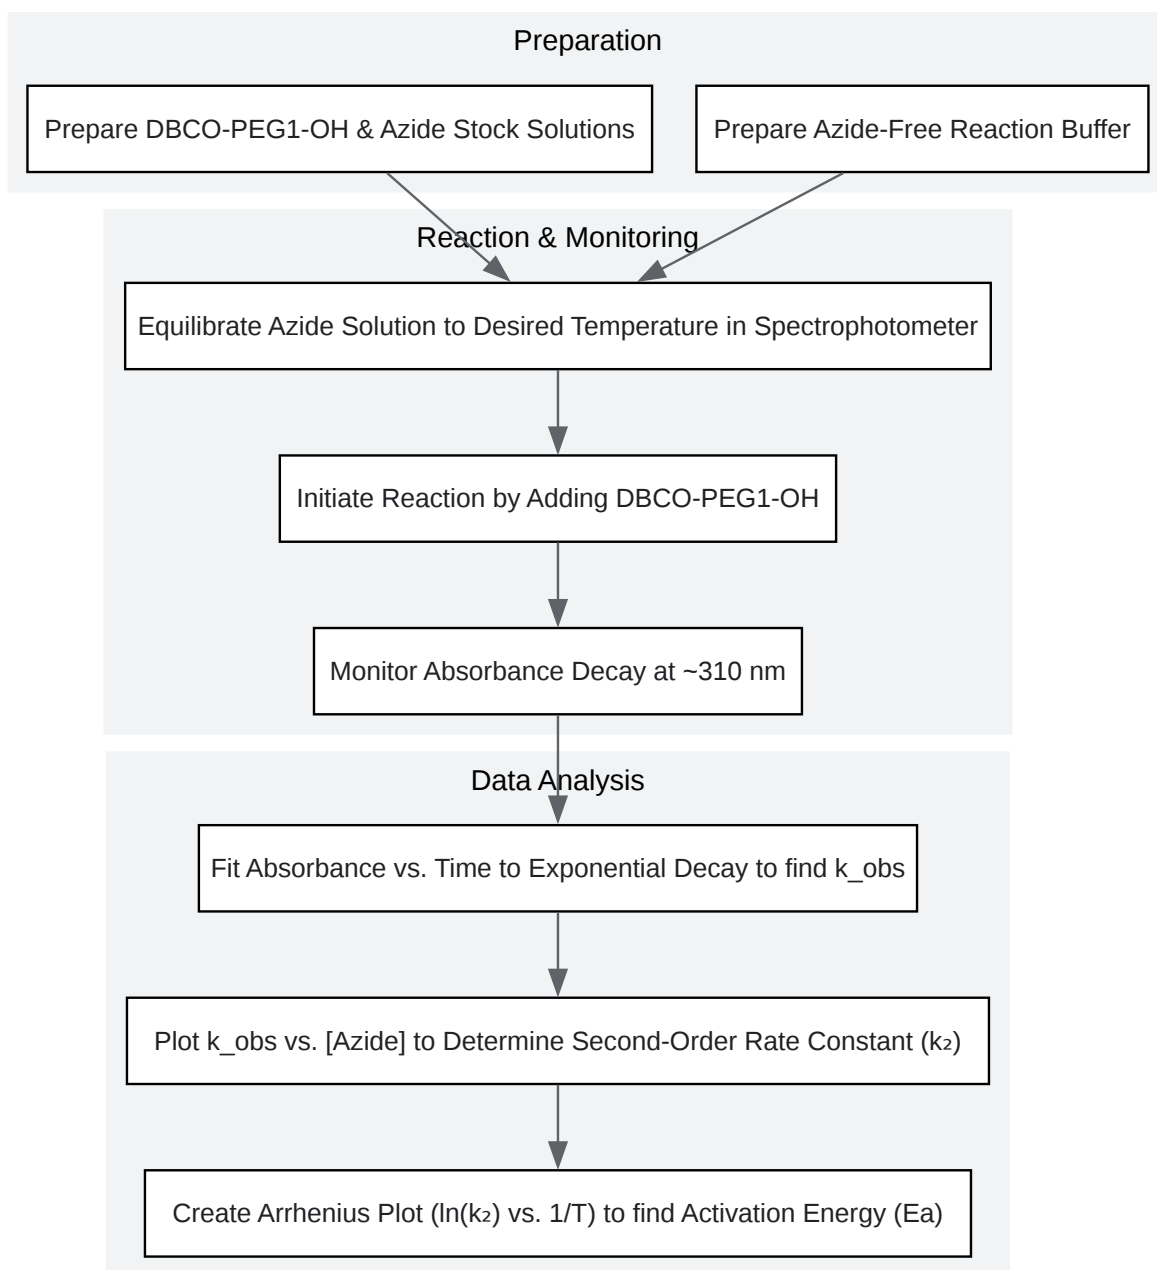 Preparation
Prepare DBCO-PEG1-OH & Azide Stock Solutions
Prepare Azide-Free Reaction Buffer
Reaction & Monitoring
Equilibrate Azide Solution to Desired Temperature in Spectrophotometer
Initiate Reaction by Adding DBCO-PEG1-OH
Monitor Absorbance Decay at ~310 nm
Data Analysis
Fit Absorbance vs. Time to Exponential Decay to find k_obs
Plot k_obs vs. [Azide] to Determine Second-Order Rate Constant (k₂)
Create Arrhenius Plot (ln(k₂) vs. 1/T) to find Activation Energy (Ea)